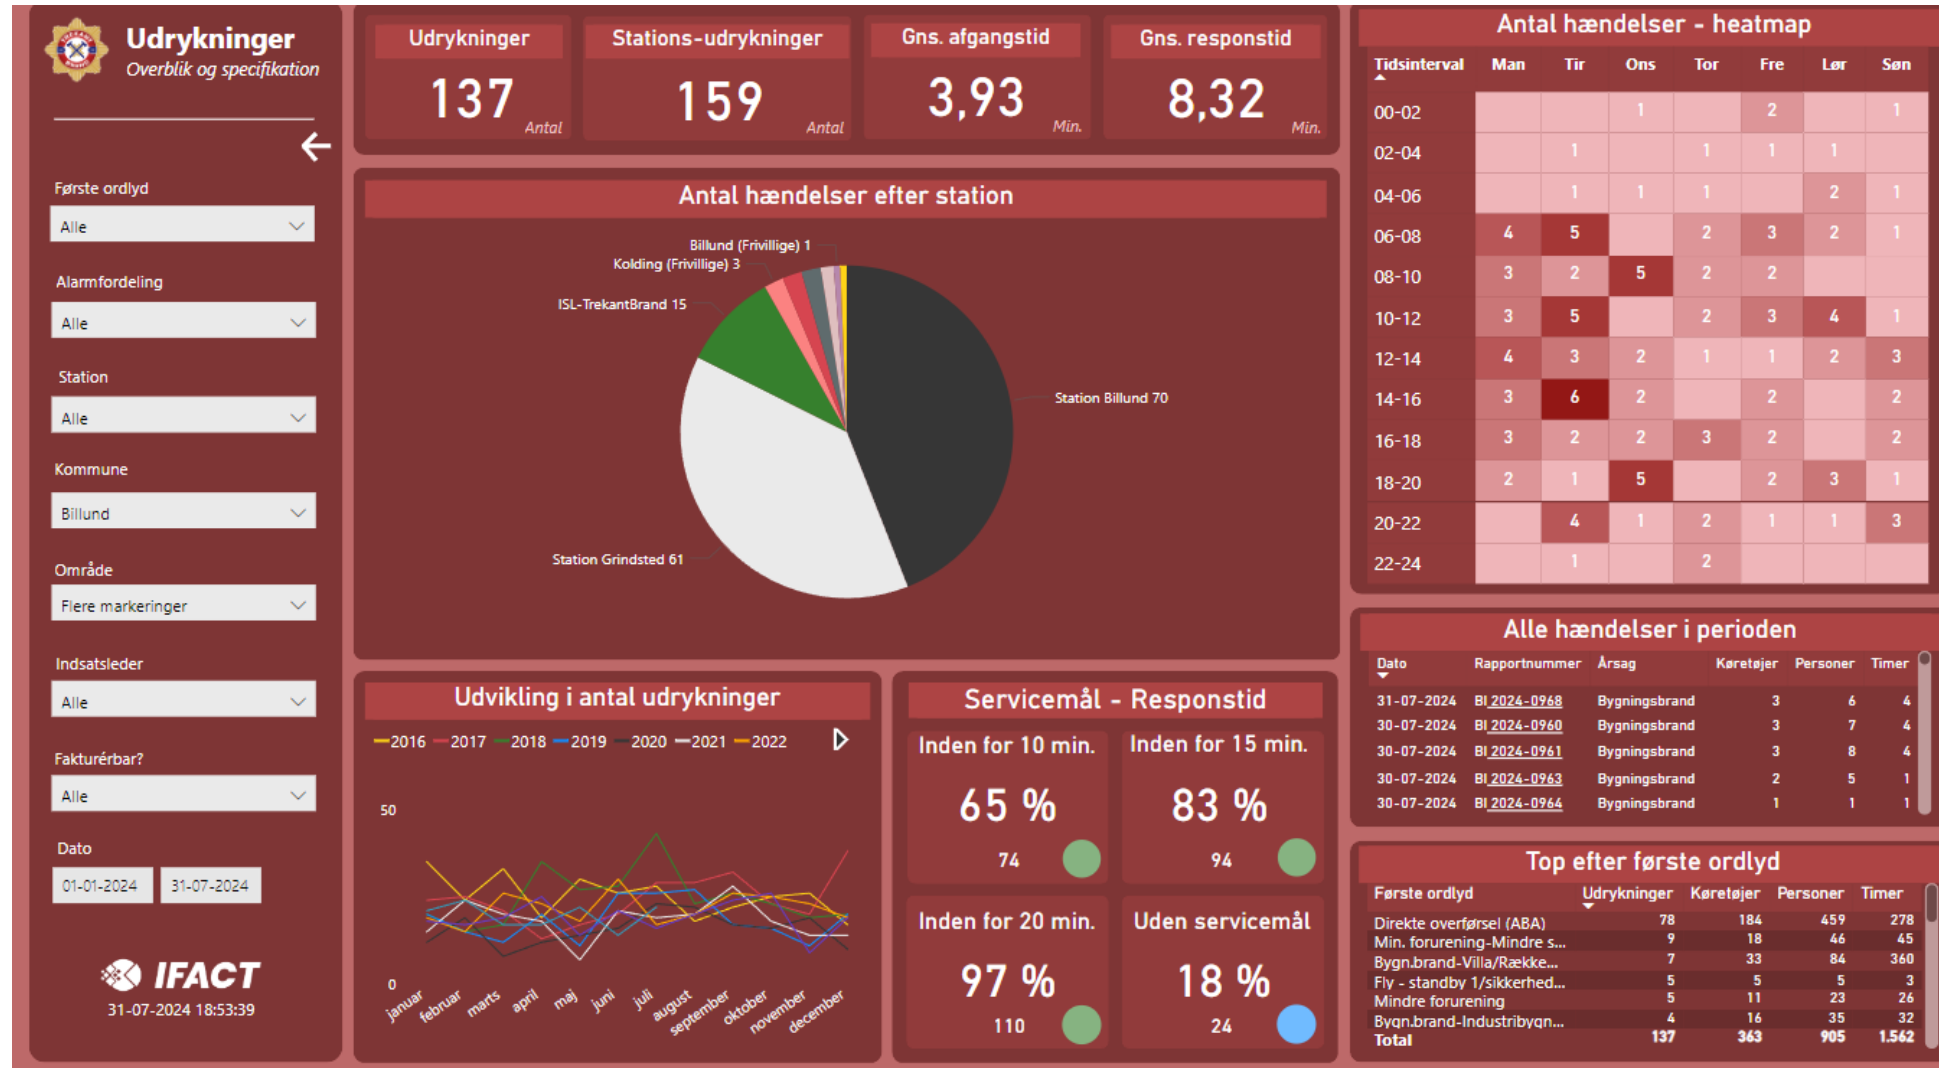 Udrykninger
Overblik og specifikation
Første ordlyd
Alle
Alarmfordeling
Alle
Station
Alle
Kommune
Billund
Område
Flere markeringer
Indsatsleder
Alle
Fakturérbar?
Alle
Dato
01-01-2024 31-07-2024
IFACT
31-07-2024 18:53:39
Udrykninger
137
Antal
Stations-udrykninger
159
Antal
Gns. afgangstid
3,93
Min.
Gns. responstid
8,32
Min.
Antal hændelser efter station
Billund (Frivillige) 1
Kolding (Frivillige) 3
ISL-TrekantBrand 15
Station Billund 70
Station Grindsted 61
Udvikling i antal udrykninger
2016 2017 2018 2019 2020 2021 2022
50
0
januar februar marts april maj juni juli august september oktober november december
Servicemål - Responstid
Inden for 10 min.
65 %
74
Inden for 15 min.
83 %
94
Inden for 20 min.
97 %
110
Uden servicemål
18 %
24
Antal hændelser - heatmap
Tidsinterval Man Tir Ons Tor Fre Lør Søn
00-02 1 2 1
02-04 1 1 1 1
04-06 1 1 1 2 1
06-08 4 5 2 3 2 1
08-10 3 2 5 2 2
10-12 3 5 2 3 4 1
12-14 4 3 2 1 1 2 3
14-16 3 6 2 2 2
16-18 3 2 2 3 2 2
18-20 2 1 5 2 3 1
20-22 4 1 2 1 1 3
22-24 1 2
Alle hændelser i perioden
Dato Rapportnummer Årsag Køretøjer Personer Timer
31-07-2024 BI 2024-0968 Bygningsbrand 3 6 4
30-07-2024 BI 2024-0960 Bygningsbrand 3 7 4
30-07-2024 BI 2024-0961 Bygningsbrand 3 8 4
30-07-2024 BI 2024-0963 Bygningsbrand 2 5 1
30-07-2024 BI 2024-0964 Bygningsbrand 1 1 1
Top efter første ordlyd
Første ordlyd Udrykninger Køretøjer Personer Timer
Direkte overførsel (ABA) 78 184 459 278
Min. forurening-Mindre s... 9 18 46 45
Bygn.brand-Villa/Række... 7 33 84 360
Fly - standby 1/sikkerhed... 5 5 5 3
Mindre forurening 5 11 23 26
Bygn.brand-Industribygn... 4 16 35 32
Total 137 363 905 1.562